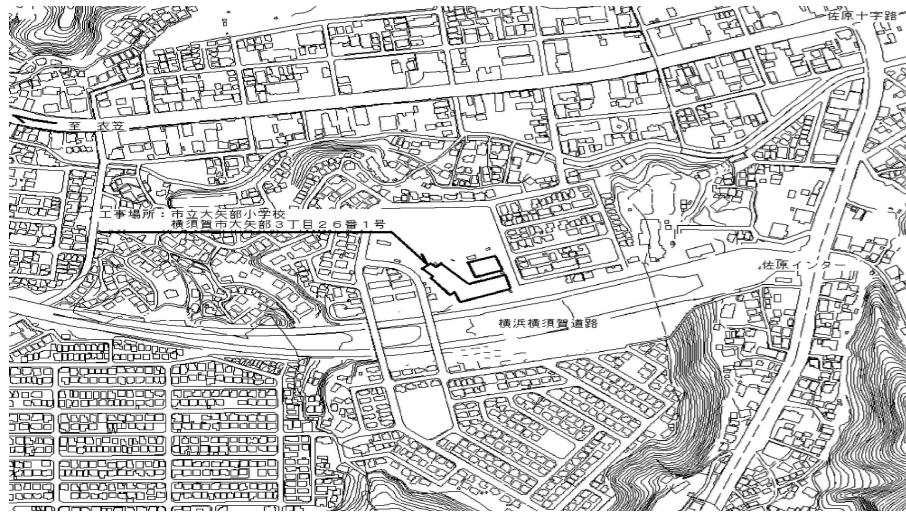 佐原十字路
至 衣笠
工事場所：市立大矢部小学校
横須賀市大矢部３丁目２６番１号
佐原インター
横浜横須賀道路